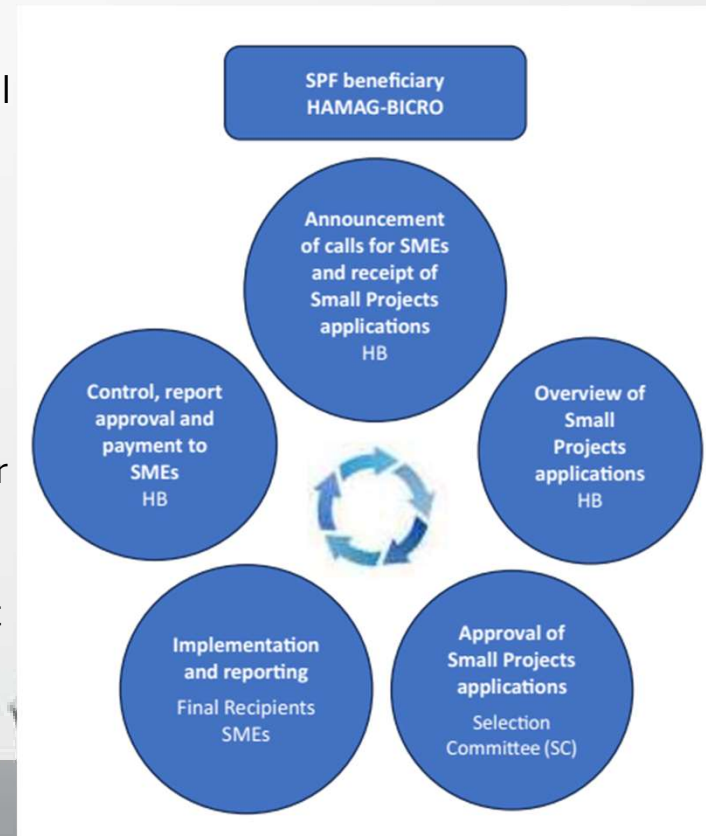 SPF beneficiary
HAMAG-BICRO
Announcement
of calls for SMEs
and receipt of
Small Projects
applications
HB
Overview of
Small
Projects
applications
HB
Approval of
Small Projects
applications
Selection
Committee (SC)
Implementation
and reporting
Final Recipients
SMEs
Control, report
approval and
payment to
SMEs
HB